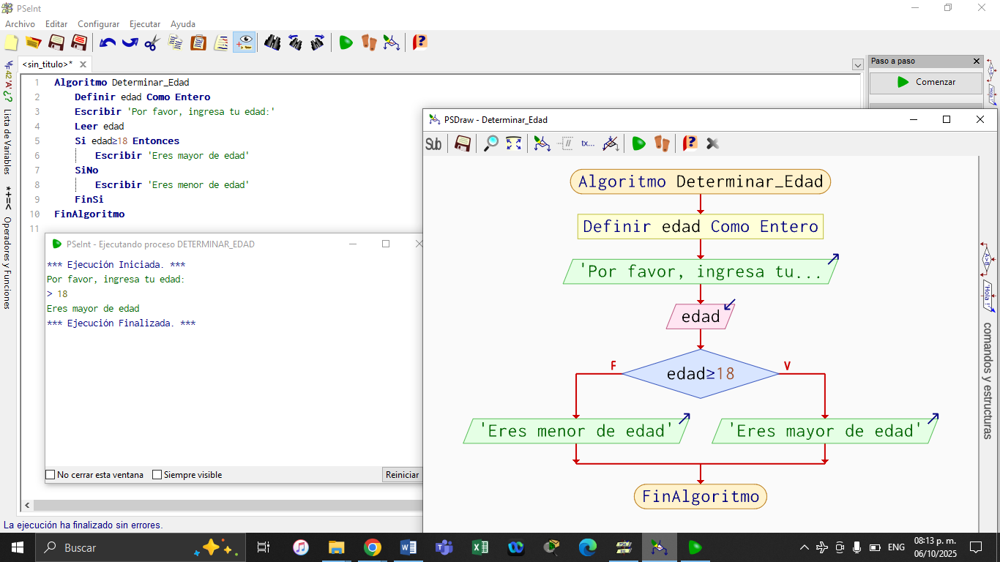 PSeInt
Archivo Editar Configurar Ejecutar Ayuda
<sin_titulo>* X
1 Algoritmo Determinar_Edad
2 Definir edad Como Entero
3 Escribir 'Por favor, ingresa tu edad:'
4 Leer edad
5 Si edad≥18 Entonces
6 Escribir 'Eres mayor de edad'
7 SiNo
8 Escribir 'Eres menor de edad'
9 FinSi
10 FinAlgoritmo
11
42 'A' ¿?
Lista de Variables
*+=<
Operadores y Funciones
PSeInt - Ejecutando proceso DETERMINAR_EDAD
*** Ejecución Iniciada. ***
Por favor, ingresa tu edad:
> 18
Eres mayor de edad
*** Ejecución Finalizada. ***
No cerrar esta ventana
Siempre visible
Reiniciar
La ejecución ha finalizado sin errores.
Paso a paso
Comenzar
PSDraw - Determinar_Edad
Sub
//
tx...
Algoritmo Determinar_Edad
Definir edad Como Entero
'Por favor, ingresa tu...
edad
edad≥18
F
V
'Eres menor de edad'
'Eres mayor de edad'
FinAlgoritmo
A>B
'Hola !'
comandos y estructuras
Buscar
ENG
08:13 p. m.
06/10/2025